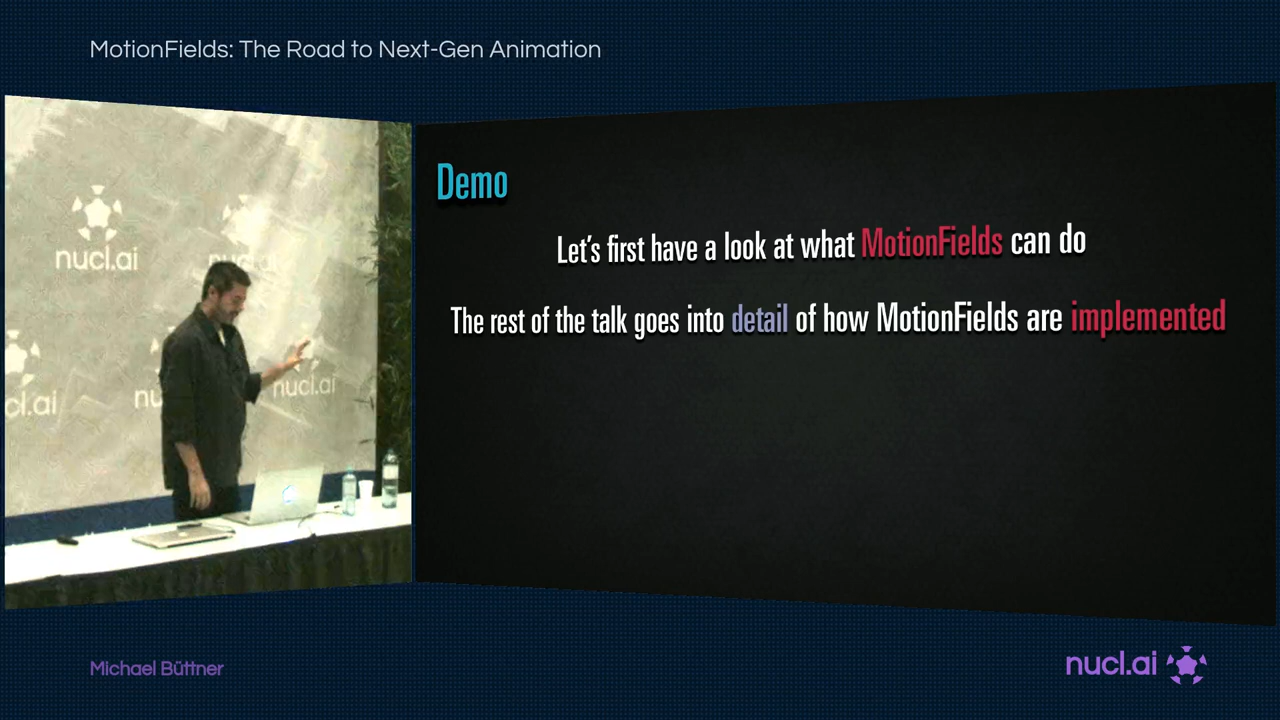 MotionFields: The Road to Next-Gen Animation
nucl.ai
nucl.ai
cl.ai
nu
nucl.ai
Demo
Let's first have a look at what MotionFields can do
The rest of the talk goes into detail of how MotionFields are implemented
Michael Büttner
nucl.ai